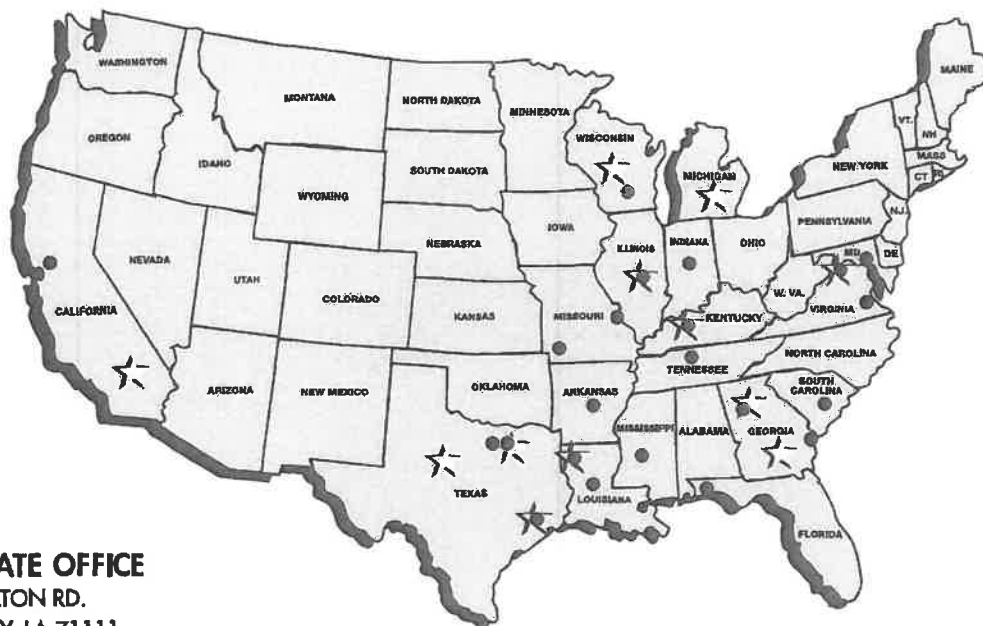 WASHINGTON
MONTANA
NORTH DAKOTA
MINNESOTA
MAINE
OREGON
IDAHO
WISCONSIN
VT.
NH
SOUTH DAKOTA
MICHIGAN
NEW YORK
MASS
WYOMING
CT
PENNSYLVANIA
N.J.
IOWA
NEBRASKA
ILLINOIS
INDIANA
OHIO
MD.
DE
NEVADA
UTAH
COLORADO
W. VA.
CALIFORNIA
KANSAS
MISSOURI
KENTUCKY
VIRGINIA
NORTH CAROLINA
TENNESSEE
ARIZONA
NEW MEXICO
OKLAHOMA
ARKANSAS
SOUTH CAROLINA
MISSISSIPPI
ALABAMA
GEORGIA
TEXAS
LOUISIANA
FLORIDA
ATE OFFICE
TON RD.